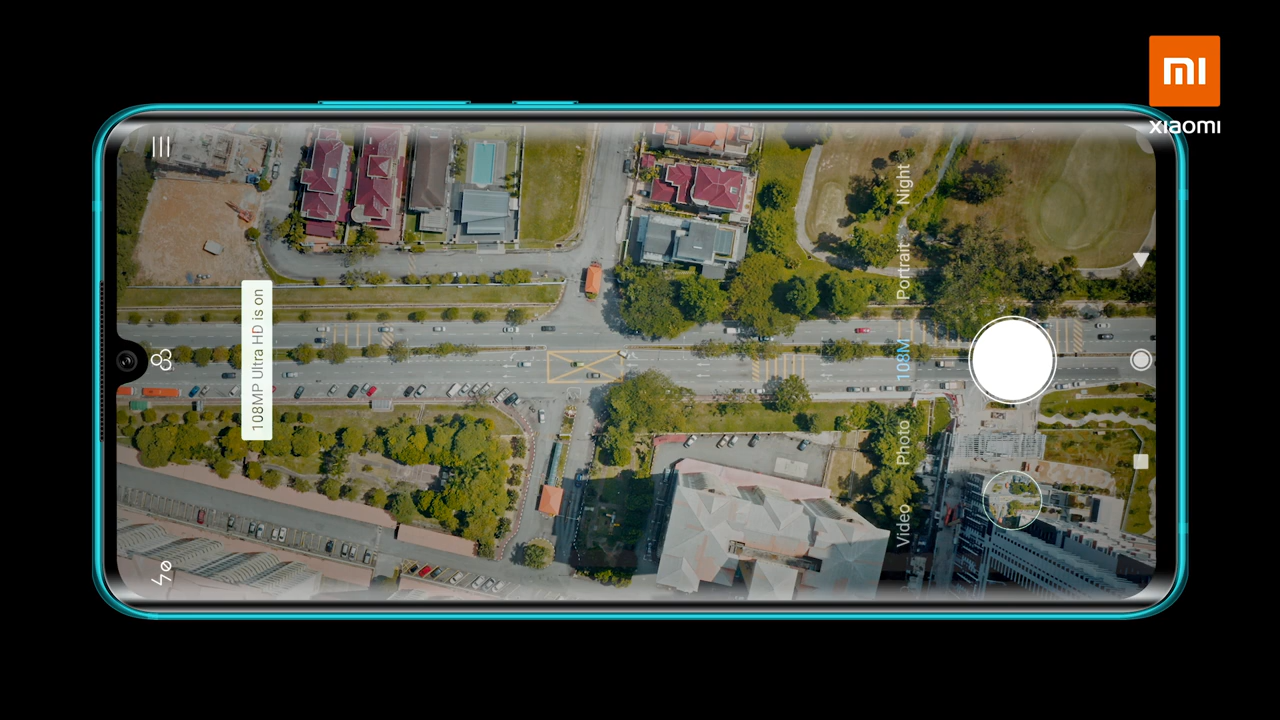 mi
xiaomi
108MP Ultra HD is on
Night
Portrait
108M
Photo
Video